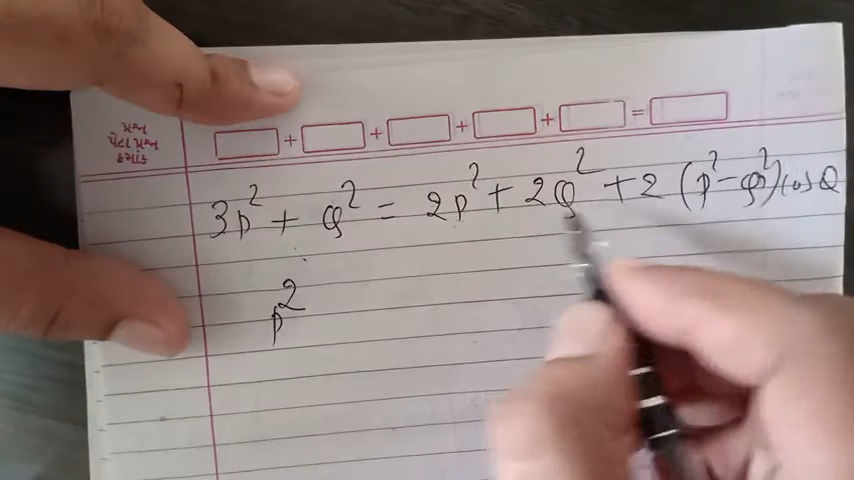 પ્રશ્ન
પેટા પ્રશ્ન
ક્રમાંક
+ + + + =
3p² + Q² = 2p² + 2Q² + 2 (p² - Q²) cos Q
p²